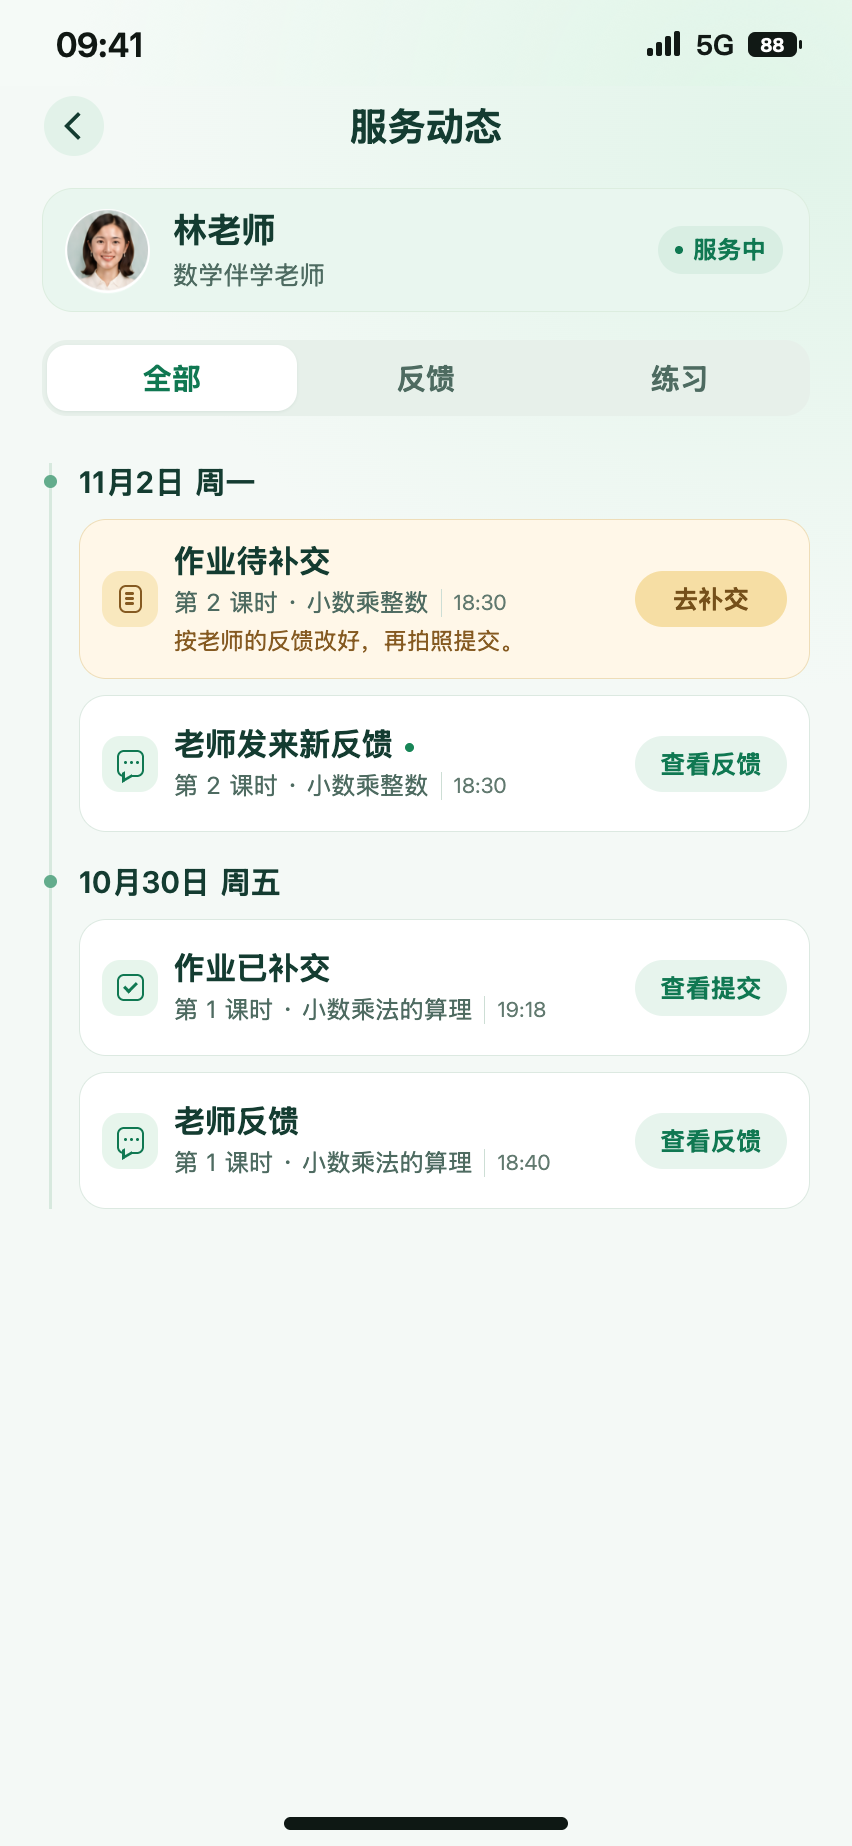 09:41
5G 88
服务动态
林老师
数学伴学老师
服务中
全部 反馈 练习
11月2日 周一
作业待补交
第 2 课时 · 小数乘整数 18:30
按老师的反馈改好，再拍照提交。
去补交
老师发来新反馈
第 2 课时 · 小数乘整数 18:30
查看反馈
10月30日 周五
作业已补交
第 1 课时 · 小数乘法的算理 19:18
查看提交
老师反馈
第 1 课时 · 小数乘法的算理 18:40
查看反馈